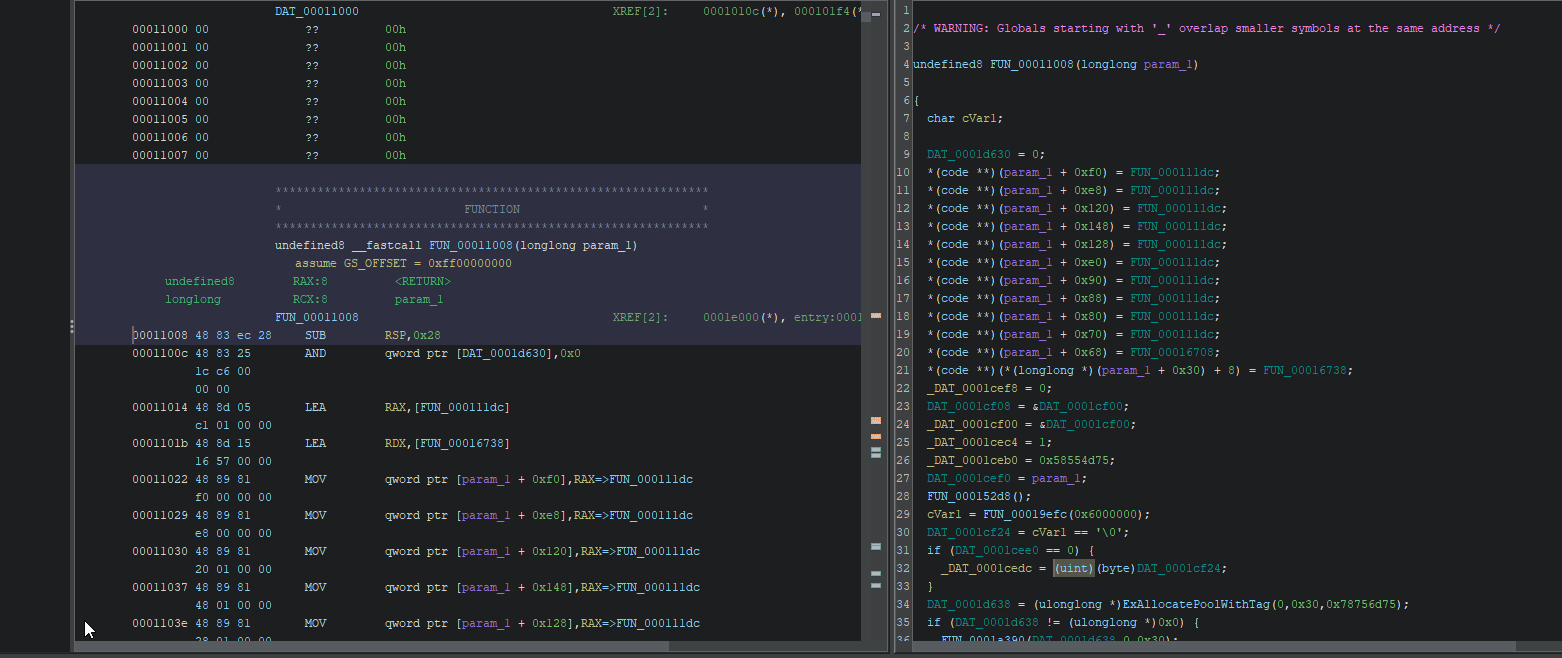 DAT_00011000 XREF[2]: 0001010c(*), 000101f4(*
00011000 00 ?? 00h
00011001 00 ?? 00h
00011002 00 ?? 00h
00011003 00 ?? 00h
00011004 00 ?? 00h
00011005 00 ?? 00h
00011006 00 ?? 00h
00011007 00 ?? 00h
**************************************************************
* FUNCTION *
**************************************************************
undefined8 __fastcall FUN_00011008(longlong param_1)
assume GS_OFFSET = 0xff00000000
undefined8 RAX:8 <RETURN>
longlong RCX:8 param_1
FUN_00011008 XREF[2]: 0001e000(*), entry:0001
00011008 48 83 ec 28 SUB RSP,0x28
0001100c 48 83 25 AND qword ptr [DAT_0001d630],0x0
1c c6 00
00 00
00011014 48 8d 05 LEA RAX,[FUN_000111dc]
c1 01 00 00
0001101b 48 8d 15 LEA RDX,[FUN_00016738]
16 57 00 00
00011022 48 89 81 MOV qword ptr [param_1 + 0xf0],RAX=>FUN_000111dc
f0 00 00 00
00011029 48 89 81 MOV qword ptr [param_1 + 0xe8],RAX=>FUN_000111dc
e8 00 00 00
00011030 48 89 81 MOV qword ptr [param_1 + 0x120],RAX=>FUN_000111dc
20 01 00 00
00011037 48 89 81 MOV qword ptr [param_1 + 0x148],RAX=>FUN_000111dc
48 01 00 00
0001103e 48 89 81 MOV qword ptr [param_1 + 0x128],RAX=>FUN_000111dc
28 01 00 00
1
2 /* WARNING: Globals starting with '_' overlap smaller symbols at the same address */
3
4 undefined8 FUN_00011008(longlong param_1)
5
6 {
7 char cVar1;
8
9 DAT_0001d630 = 0;
10 *(code **)(param_1 + 0xf0) = FUN_000111dc;
11 *(code **)(param_1 + 0xe8) = FUN_000111dc;
12 *(code **)(param_1 + 0x120) = FUN_000111dc;
13 *(code **)(param_1 + 0x148) = FUN_000111dc;
14 *(code **)(param_1 + 0x128) = FUN_000111dc;
15 *(code **)(param_1 + 0xe0) = FUN_000111dc;
16 *(code **)(param_1 + 0x90) = FUN_000111dc;
17 *(code **)(param_1 + 0x88) = FUN_000111dc;
18 *(code **)(param_1 + 0x80) = FUN_000111dc;
19 *(code **)(param_1 + 0x70) = FUN_000111dc;
20 *(code **)(param_1 + 0x68) = FUN_00016708;
21 *(code **)(*(longlong *)(param_1 + 0x30) + 8) = FUN_00016738;
22 _DAT_0001cef8 = 0;
23 DAT_0001cf08 = &DAT_0001cf00;
24 _DAT_0001cf00 = &DAT_0001cf00;
25 _DAT_0001cec4 = 1;
26 _DAT_0001ceb0 = 0x58554d75;
27 DAT_0001cef0 = param_1;
28 FUN_000152d8();
29 cVar1 = FUN_00019efc(0x6000000);
30 DAT_0001cf24 = cVar1 == '\0';
31 if (DAT_0001cee0 == 0) {
32 _DAT_0001cedc = (uint)(byte)DAT_0001cf24;
33 }
34 DAT_0001d638 = (ulonglong *)ExAllocatePoolWithTag(0,0x30,0x78756d75);
35 if (DAT_0001d638 != (ulonglong *)0x0) {
36 FUN_0001a390(DAT_0001d638,0,0x30);